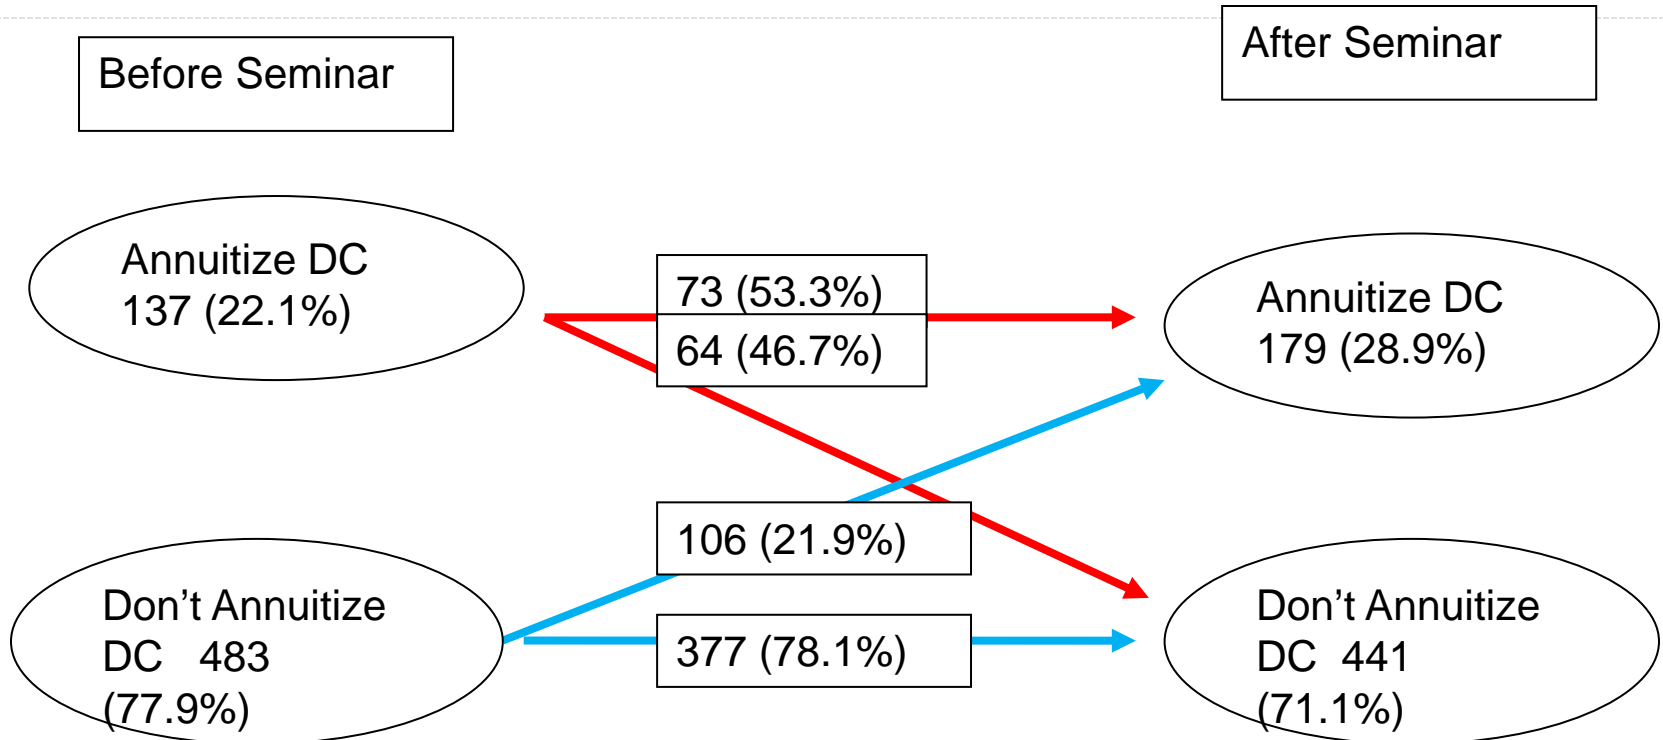 Before Seminar
After Seminar
Annuitize DC
137 (22.1%)
73 (53.3%)
64 (46.7%)
Annuitize DC
179 (28.9%)
106 (21.9%)
377 (78.1%)
Don’t Annuitize
DC 483
(77.9%)
Don’t Annuitize
DC 441
(71.1%)